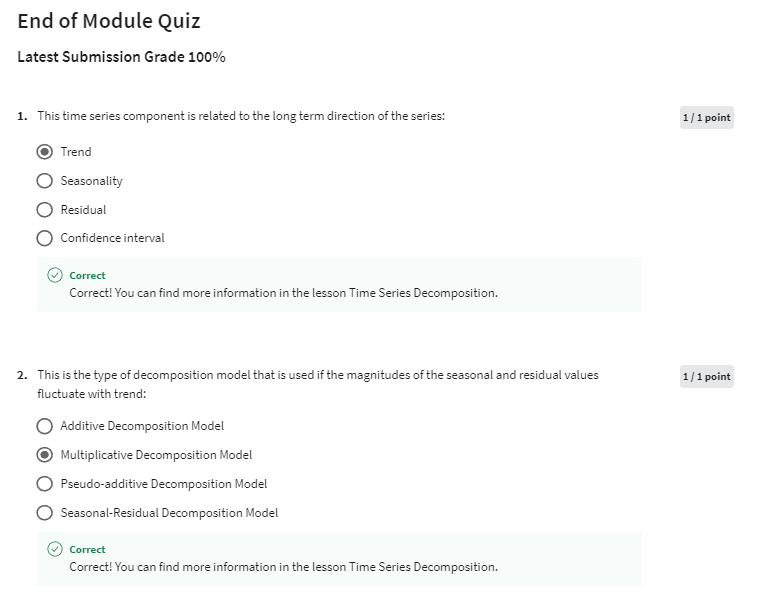 End of Module Quiz
Latest Submission Grade 100%
1. This time series component is related to the long term direction of the series:
1 / 1 point
Trend
Seasonality
Residual
Confidence interval
Correct
Correct! You can find more information in the lesson Time Series Decomposition.
2. This is the type of decomposition model that is used if the magnitudes of the seasonal and residual values
1 / 1 point
fluctuate with trend:
Additive Decomposition Model
Multiplicative Decomposition Model
Pseudo-additive Decomposition Model
Seasonal-Residual Decomposition Model
Correct
Correct! You can find more information in the lesson Time Series Decomposition.